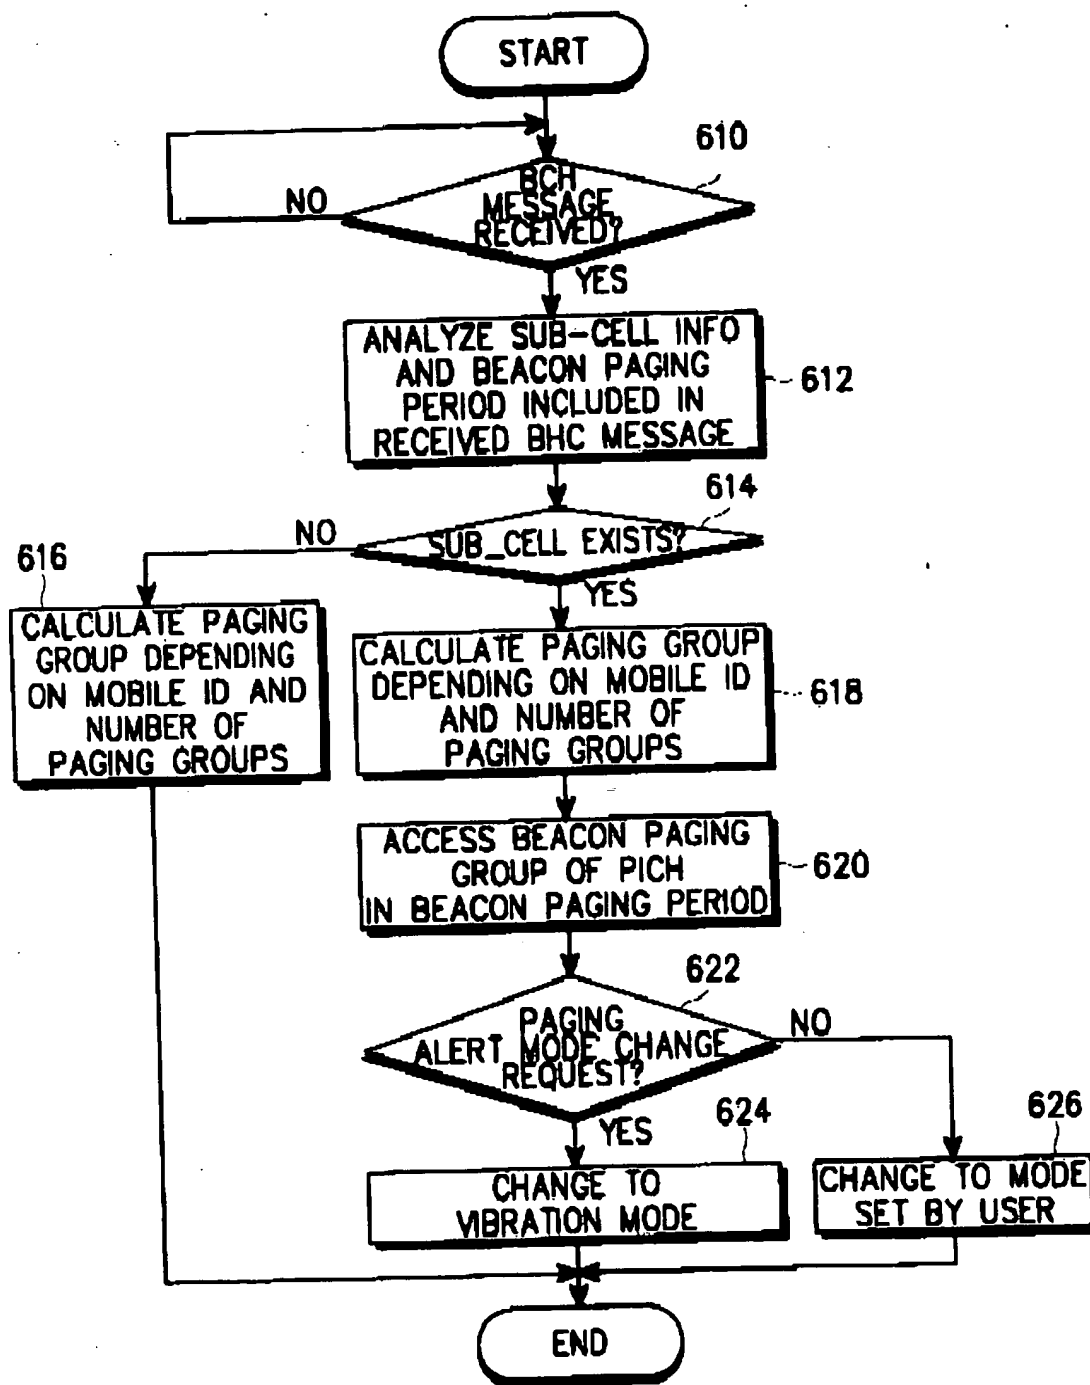 START
610
BCH
MESSAGE
RECEIVED?
NO
YES
ANALYZE SUB-CELL INFO
AND BEACON PAGING
PERIOD INCLUDED IN
RECEIVED BHC MESSAGE
612
614
SUB_CELL EXISTS?
NO
YES
616
CALCULATE PAGING
GROUP DEPENDING
ON MOBILE ID AND
NUMBER OF
PAGING GROUPS
CALCULATE PAGING GROUP
DEPENDING ON MOBILE ID
AND NUMBER OF
PAGING GROUPS
618
ACCESS BEACON PAGING
GROUP OF PICH
IN BEACON PAGING PERIOD
620
622
PAGING
ALERT MODE CHANGE
REQUEST?
NO
YES
624
CHANGE TO
VIBRATION MODE
626
CHANGE TO MODE
SET BY USER
END